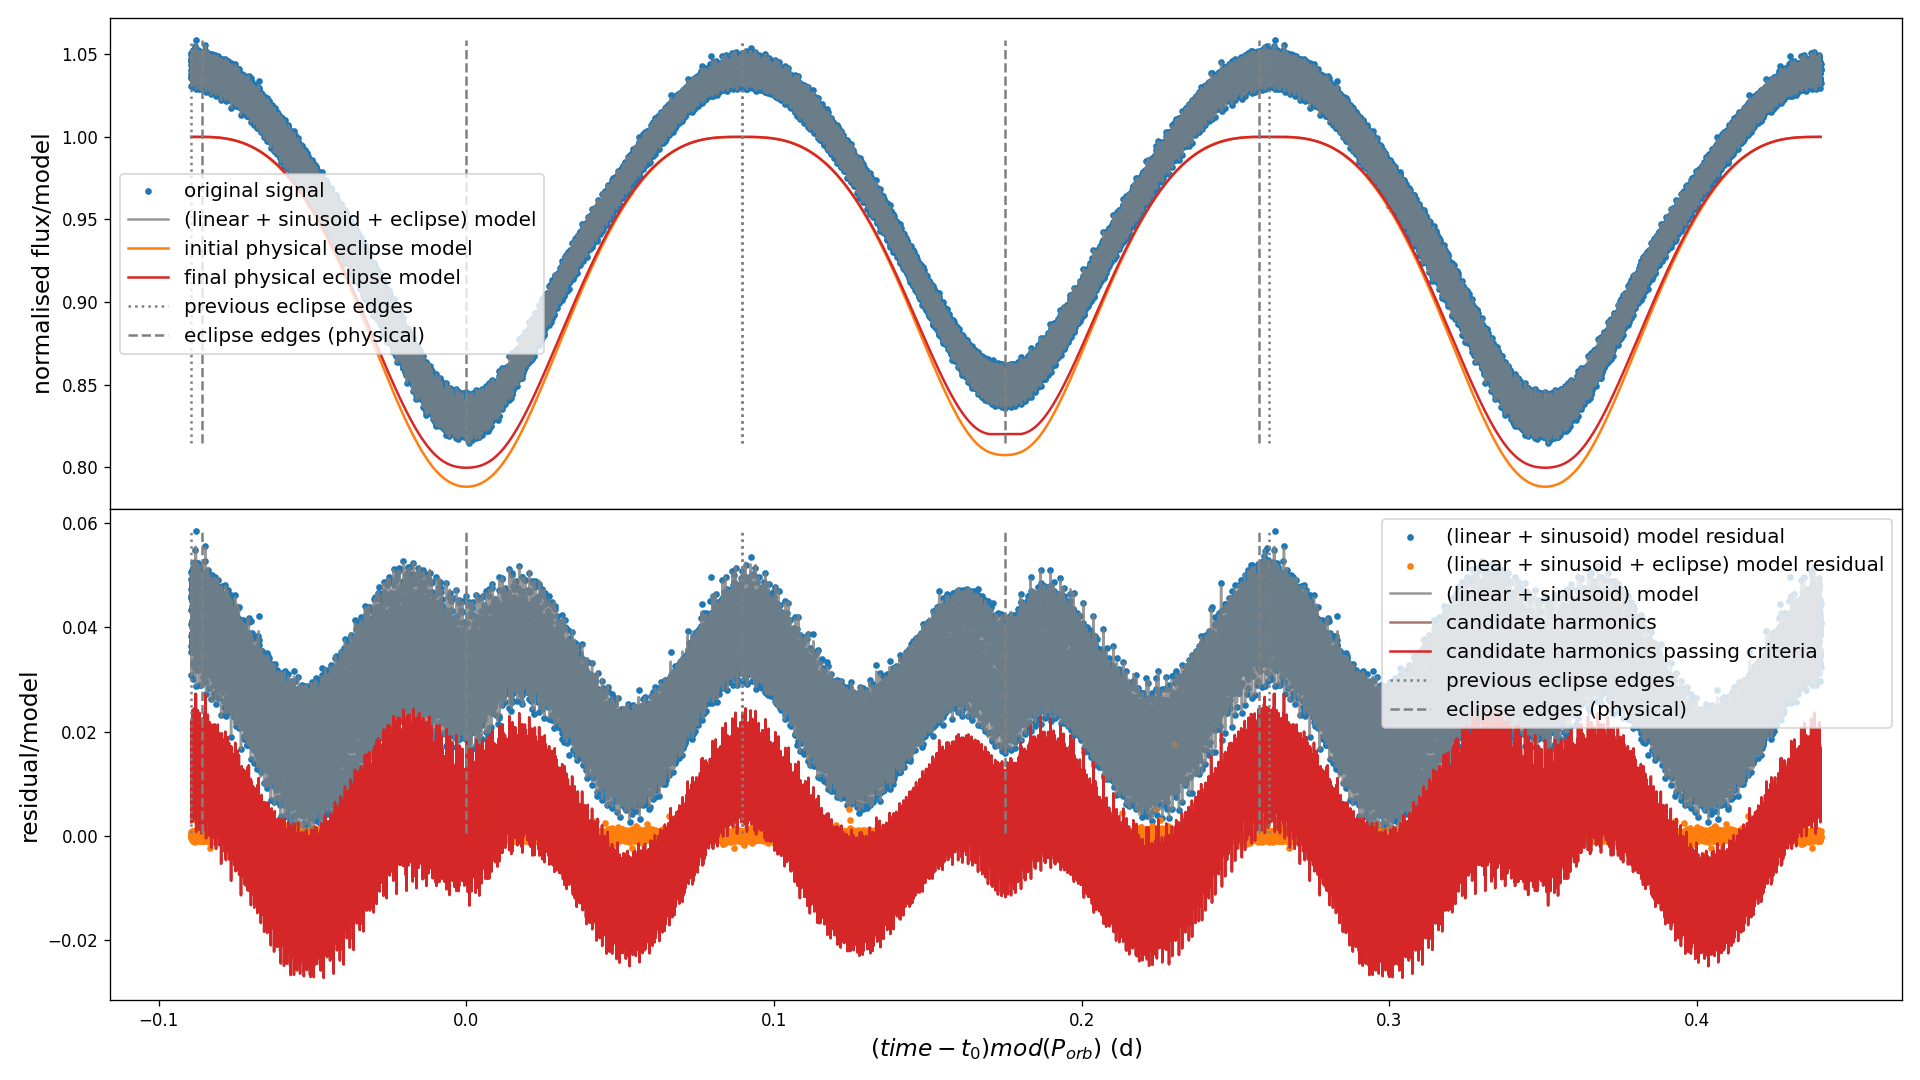 normalised flux/model
1.05
1.00
0.95
0.90
0.85
0.80
original signal
(linear + sinusoid + eclipse) model
initial physical eclipse model
final physical eclipse model
previous eclipse edges
eclipse edges (physical)
residual/model
0.06
0.04
0.02
0.00
−0.02
(linear + sinusoid) model residual
(linear + sinusoid + eclipse) model residual
(linear + sinusoid) model
candidate harmonics
candidate harmonics passing criteria
previous eclipse edges
eclipse edges (physical)
−0.1 0.0 0.1 0.2 0.3 0.4
(time − t₀)mod(P_orb) (d)